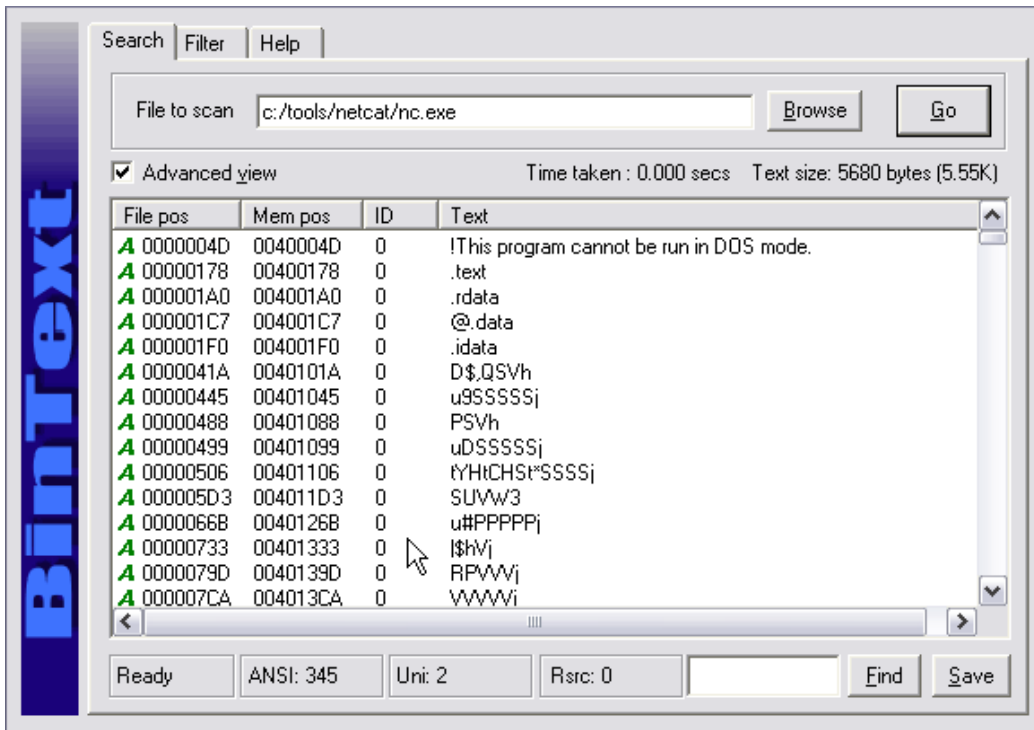 BinText
Search Filter Help
File to scan c:/tools/netcat/nc.exe Browse Go
Advanced view Time taken : 0.000 secs Text size: 5680 bytes (5.55K)
File pos Mem pos ID Text
A 0000004D 0040004D 0 !This program cannot be run in DOS mode.
A 00000178 00400178 0 .text
A 000001A0 004001A0 0 .rdata
A 000001C7 004001C7 0 @.data
A 000001F0 004001F0 0 .idata
A 0000041A 0040101A 0 D$,QSVh
A 00000445 00401045 0 u9SSSSSj
A 00000488 00401088 0 PSVh
A 00000499 00401099 0 uDSSSSSj
A 00000506 00401106 0 tYHtCHSt*SSSSj
A 000005D3 004011D3 0 SUVW3
A 0000066B 0040126B 0 u#PPPPPj
A 00000733 00401333 0
A 0000079D 0040139D 0
A 000007CA 004013CA 0
Ready ANSI: 345 Uni: 2 Rsrc: 0 Find Save